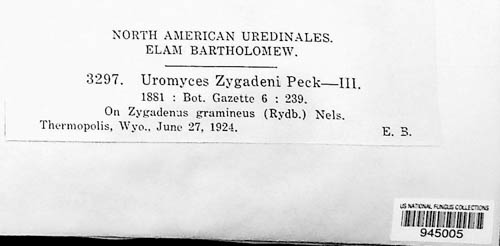 NORTH AMERICAN UREDINALES.
ELAM BARTHOLOMEW.
3297. Uromyces Zygadeni Peck—III.
1881 : Bot. Gazette 6 : 239.
On Zygadenus gramineus (Rydb.) Nels.
Thermopolis, Wyo., June 27, 1924. E. B.
US NATIONAL FUNGUS COLLECTIONS
945005